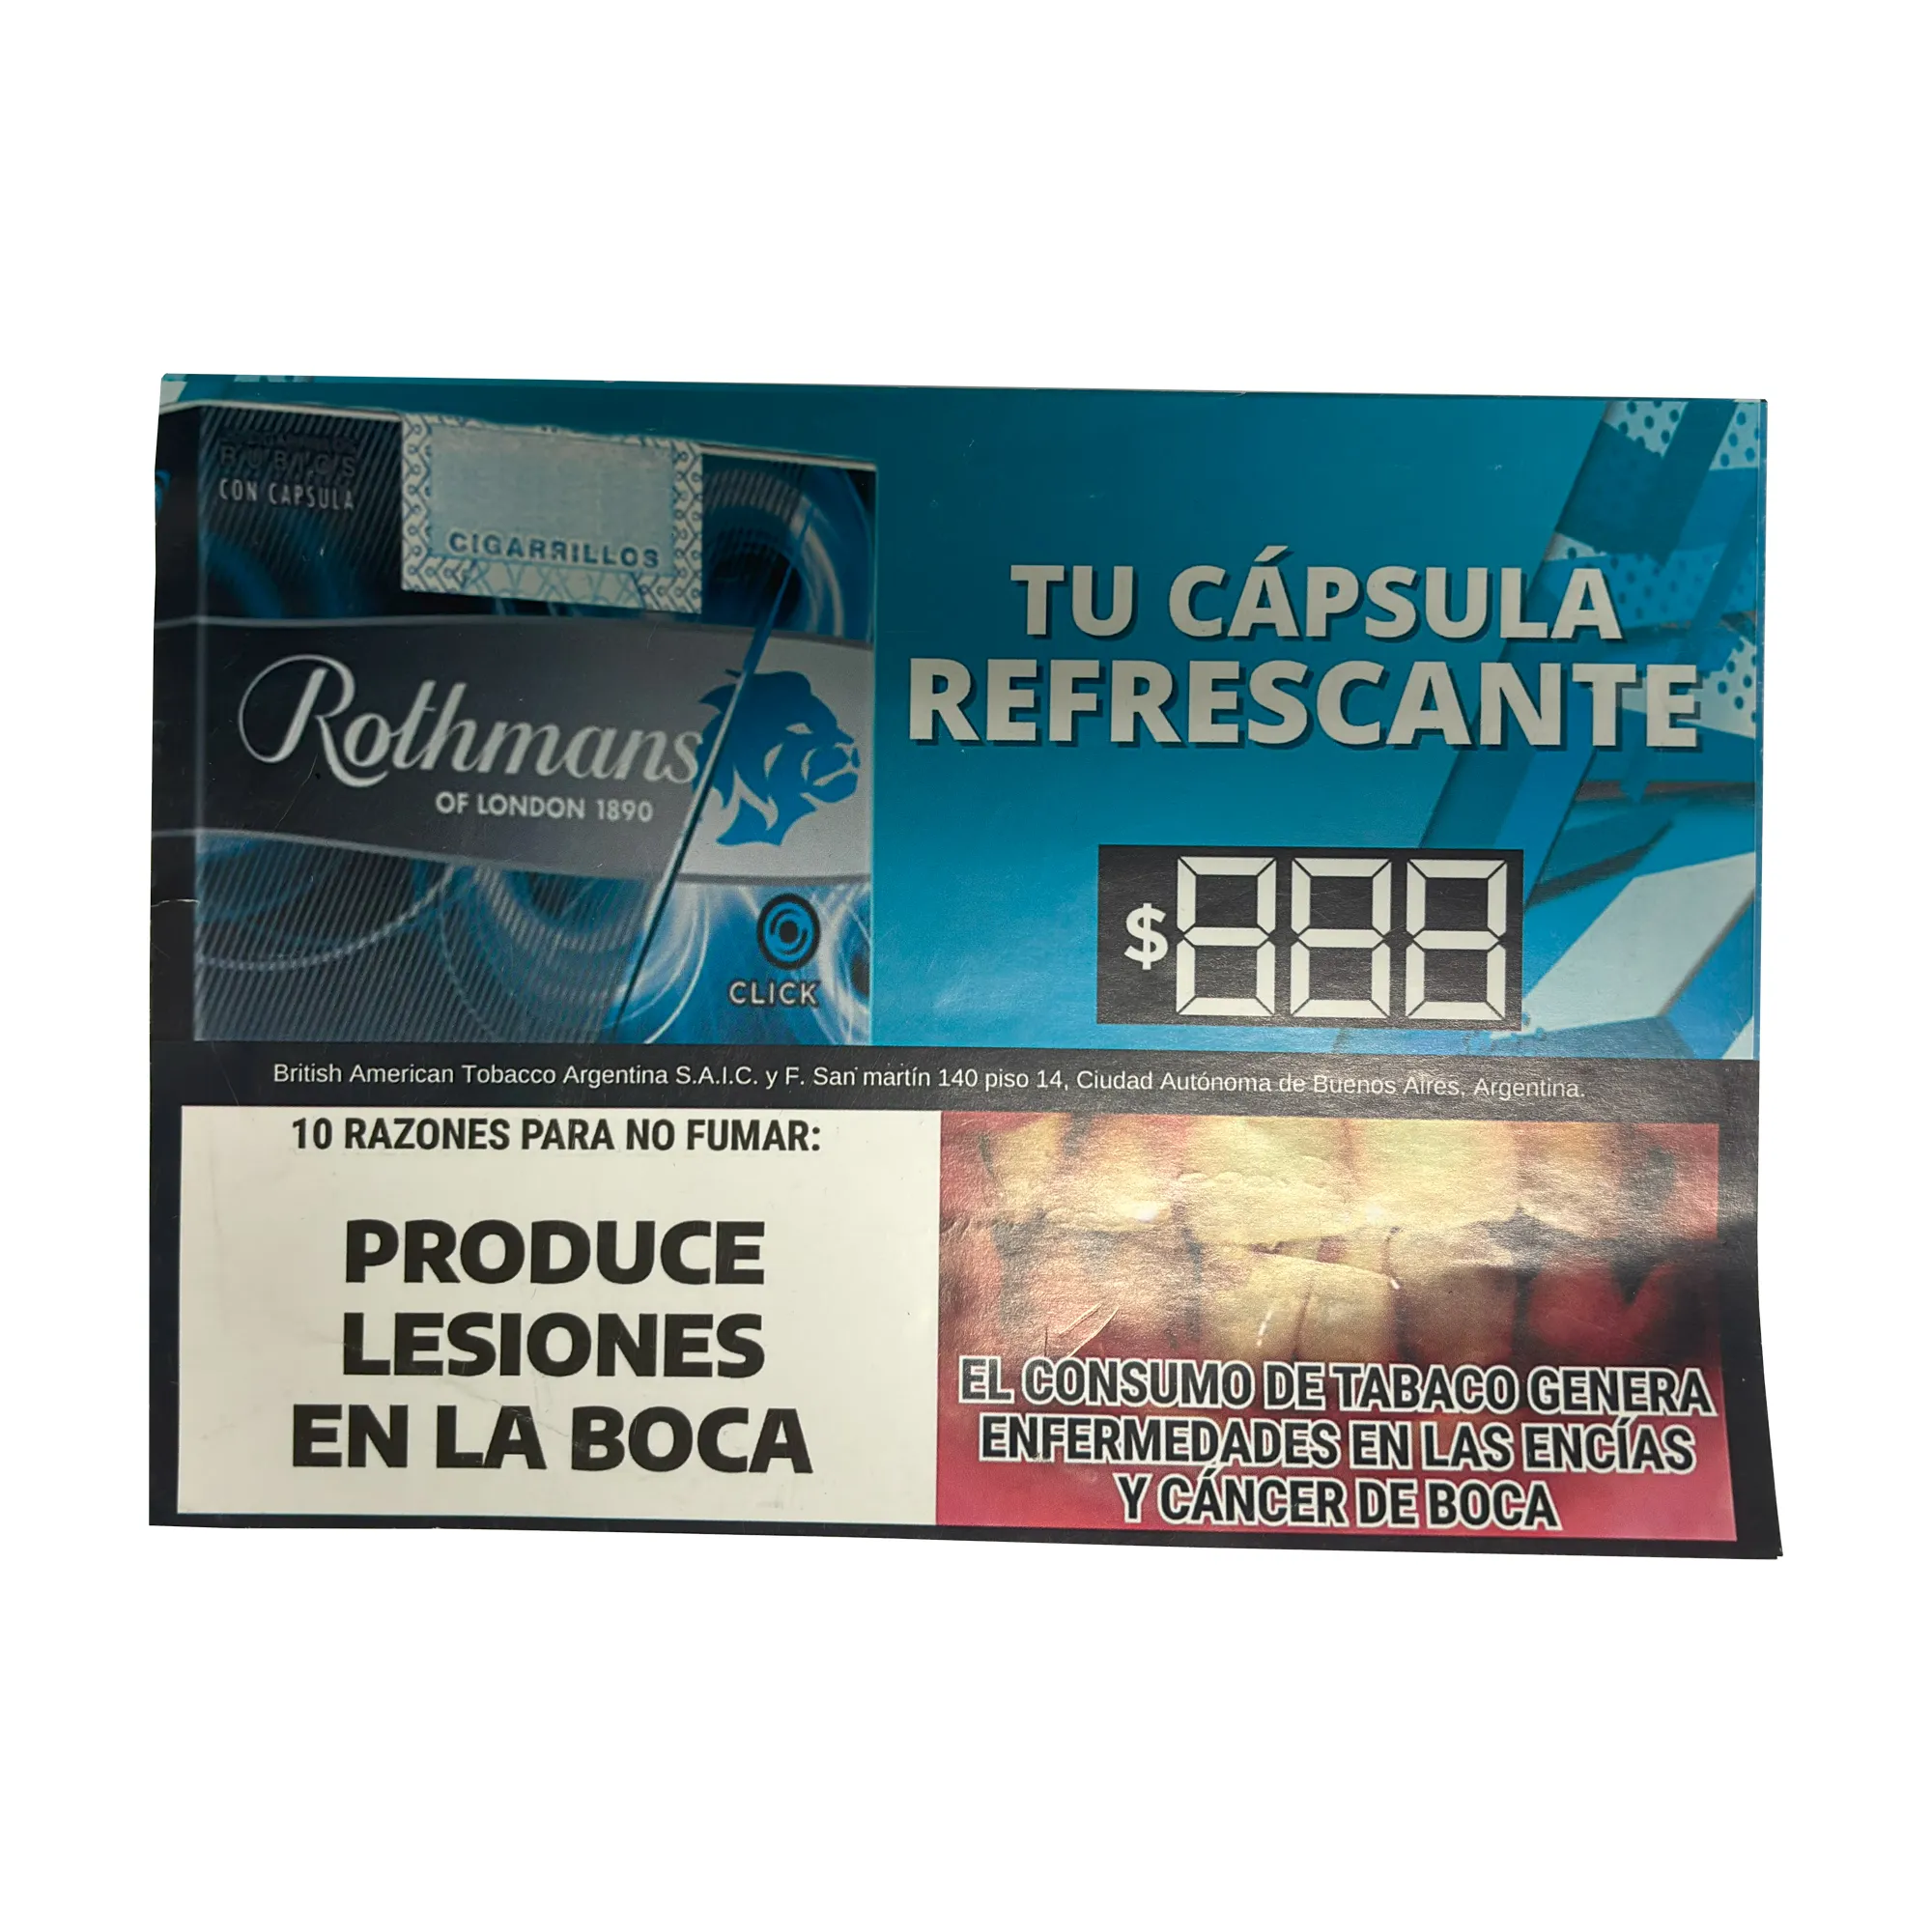 RUBIOS
CON CAPSULA
CIGARRILLOS
Rothmans
OF LONDON 1890
CLICK
TU CÁPSULA
REFRESCANTE
$888
British American Tobacco Argentina S.A.I.C. y F. San martín 140 piso 14, Ciudad Autónoma de Buenos Aires, Argentina.
10 RAZONES PARA NO FUMAR:
PRODUCE
LESIONES
EN LA BOCA
EL CONSUMO DE TABACO GENERA
ENFERMEDADES EN LAS ENCÍAS
Y CÁNCER DE BOCA